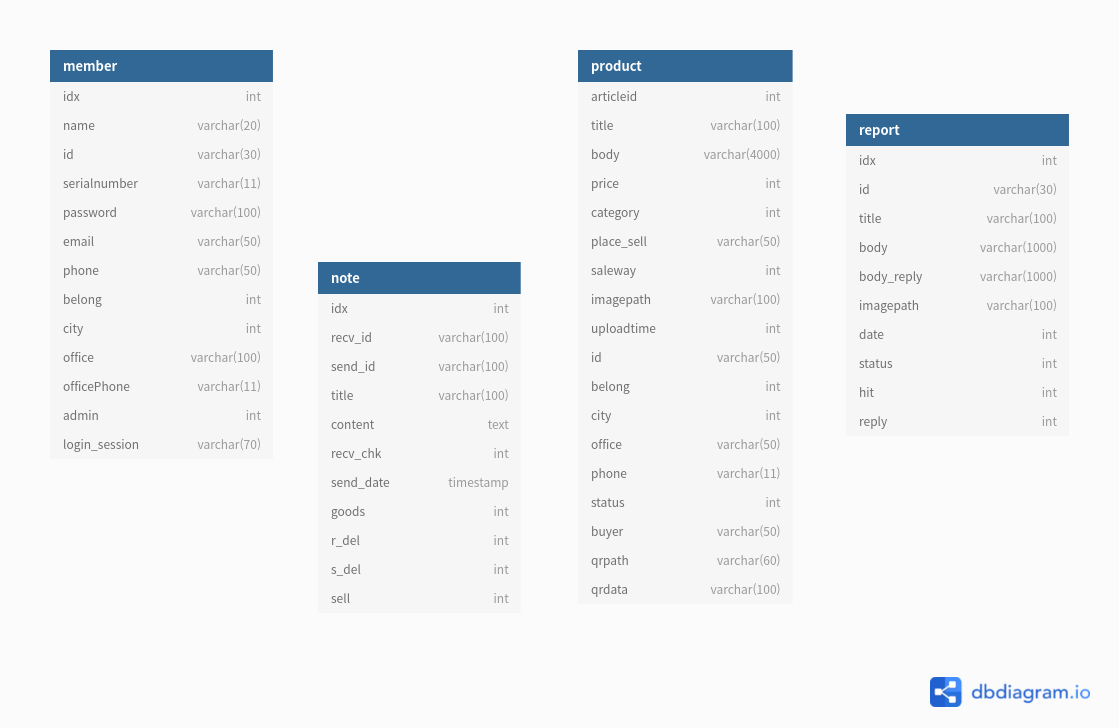 member
idx int
name varchar(20)
id varchar(30)
serialnumber varchar(11)
password varchar(100)
email varchar(50)
phone varchar(50)
belong int
city int
office varchar(100)
officePhone varchar(11)
admin int
login_session varchar(70)
note
idx int
recv_id varchar(100)
send_id varchar(100)
title varchar(100)
content text
recv_chk int
send_date timestamp
goods int
r_del int
s_del int
sell int
product
articleid int
title varchar(100)
body varchar(4000)
price int
category int
place_sell varchar(50)
saleway int
imagepath varchar(100)
uploadtime int
id varchar(50)
belong int
city int
office varchar(50)
phone varchar(11)
status int
buyer varchar(50)
qrpath varchar(60)
qrdata varchar(100)
report
idx int
id varchar(30)
title varchar(100)
body varchar(1000)
body_reply varchar(1000)
imagepath varchar(100)
date int
status int
hit int
reply int
dbdiagram.io